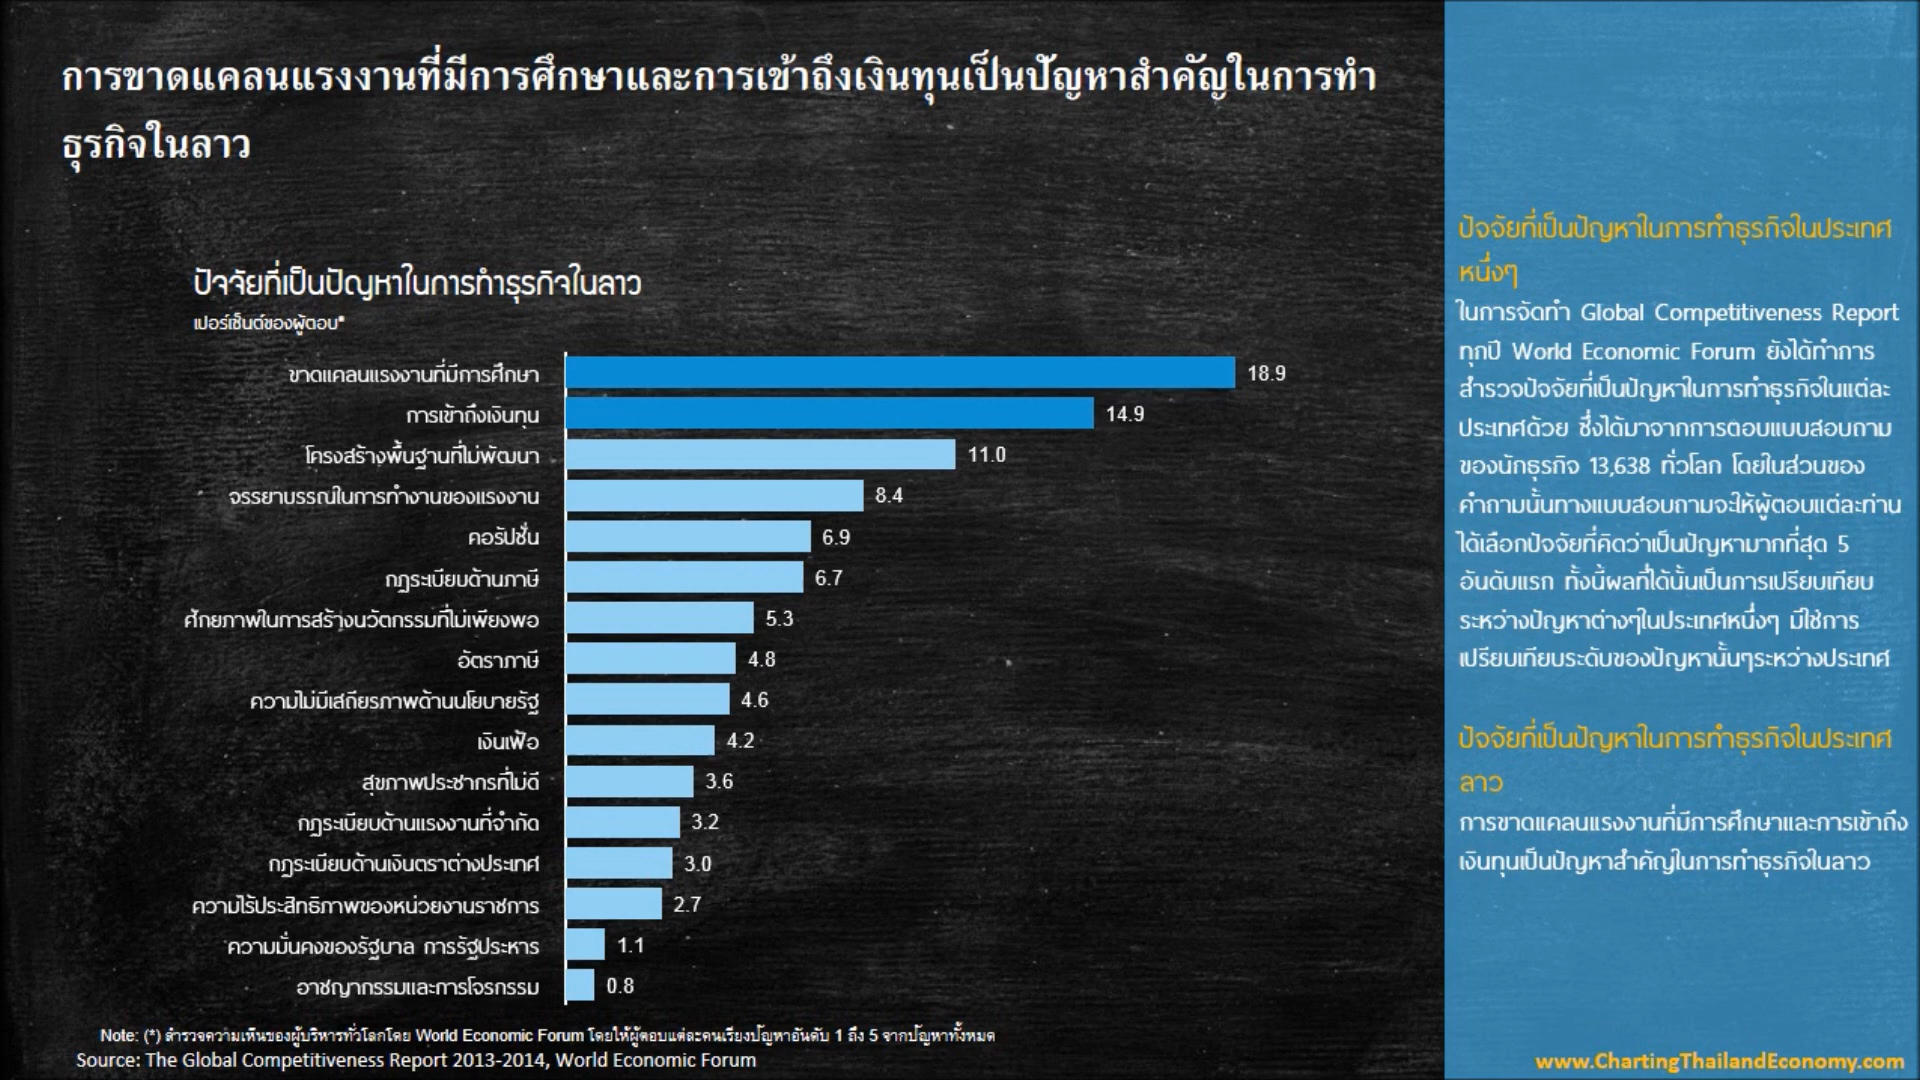 การขาดแคลนแรงงานที่มีการศึกษาและการเข้าถึงเงินทุนเป็นปัญหาสำคัญในการทำ
ธุรกิจในลาว
ปัจจัยที่เป็นปัญหาในการทำธุรกิจในลาว
เปอร์เซ็นต์ของผู้ตอบ*
ขาดแคลนแรงงานที่มีการศึกษา 18.9
การเข้าถึงเงินทุน 14.9
โครงสร้างพื้นฐานที่ไม่พัฒนา 11.0
จรรยาบรรณในการทำงานของแรงงาน 8.4
คอรัปชั่น 6.9
กฎระเบียบด้านภาษี 6.7
ศักยภาพในการสร้างนวัตกรรมที่ไม่เพียงพอ 5.3
อัตราภาษี 4.8
ความไม่มีเสถียรภาพด้านนโยบายรัฐ 4.6
เงินเฟ้อ 4.2
สุขภาพประชากรที่ไม่ดี 3.6
กฎระเบียบด้านแรงงานที่จำกัด 3.2
กฎระเบียบด้านเงินตราต่างประเทศ 3.0
ความไร้ประสิทธิภาพของหน่วยงานราชการ 2.7
ความมั่นคงของรัฐบาล การรัฐประหาร 1.1
อาชญากรรมและการโจรกรรม 0.8
Note: (*) สำรวจความเห็นของผู้บริหารทั่วโลกโดย World Economic Forum โดยให้ผู้ตอบแต่ละคนเรียงปัญหาอันดับ 1 ถึง 5 จากปัญหาทั้งหมด
Source: The Global Competitiveness Report 2013-2014, World Economic Forum
ปัจจัยที่เป็นปัญหาในการทำธุรกิจในประเทศ
หนึ่งๆ
ในการจัดทำ Global Competitiveness Report
ทุกปี World Economic Forum ยังได้ทำการ
สำรวจปัจจัยที่เป็นปัญหาในการทำธุรกิจในแต่ละ
ประเทศด้วย ซึ่งได้มาจากการตอบแบบสอบถาม
ของนักธุรกิจ 13,638 ทั่วโลก โดยในส่วนของ
คำถามนั้นทางแบบสอบถามจะให้ผู้ตอบแต่ละท่าน
ได้เลือกปัจจัยที่คิดว่าเป็นปัญหามากที่สุด 5
อันดับแรก ทั้งนี้ผลที่ได้นั้นเป็นการเปรียบเทียบ
ระหว่างปัญหาต่างๆในประเทศหนึ่งๆ มิใช่การ
เปรียบเทียบระดับของปัญหานั้นๆระหว่างประเทศ
ปัจจัยที่เป็นปัญหาในการทำธุรกิจในประเทศ
ลาว
การขาดแคลนแรงงานที่มีการศึกษาและการเข้าถึง
เงินทุนเป็นปัญหาสำคัญในการทำธุรกิจในลาว
www.ChartingThailandEconomy.com